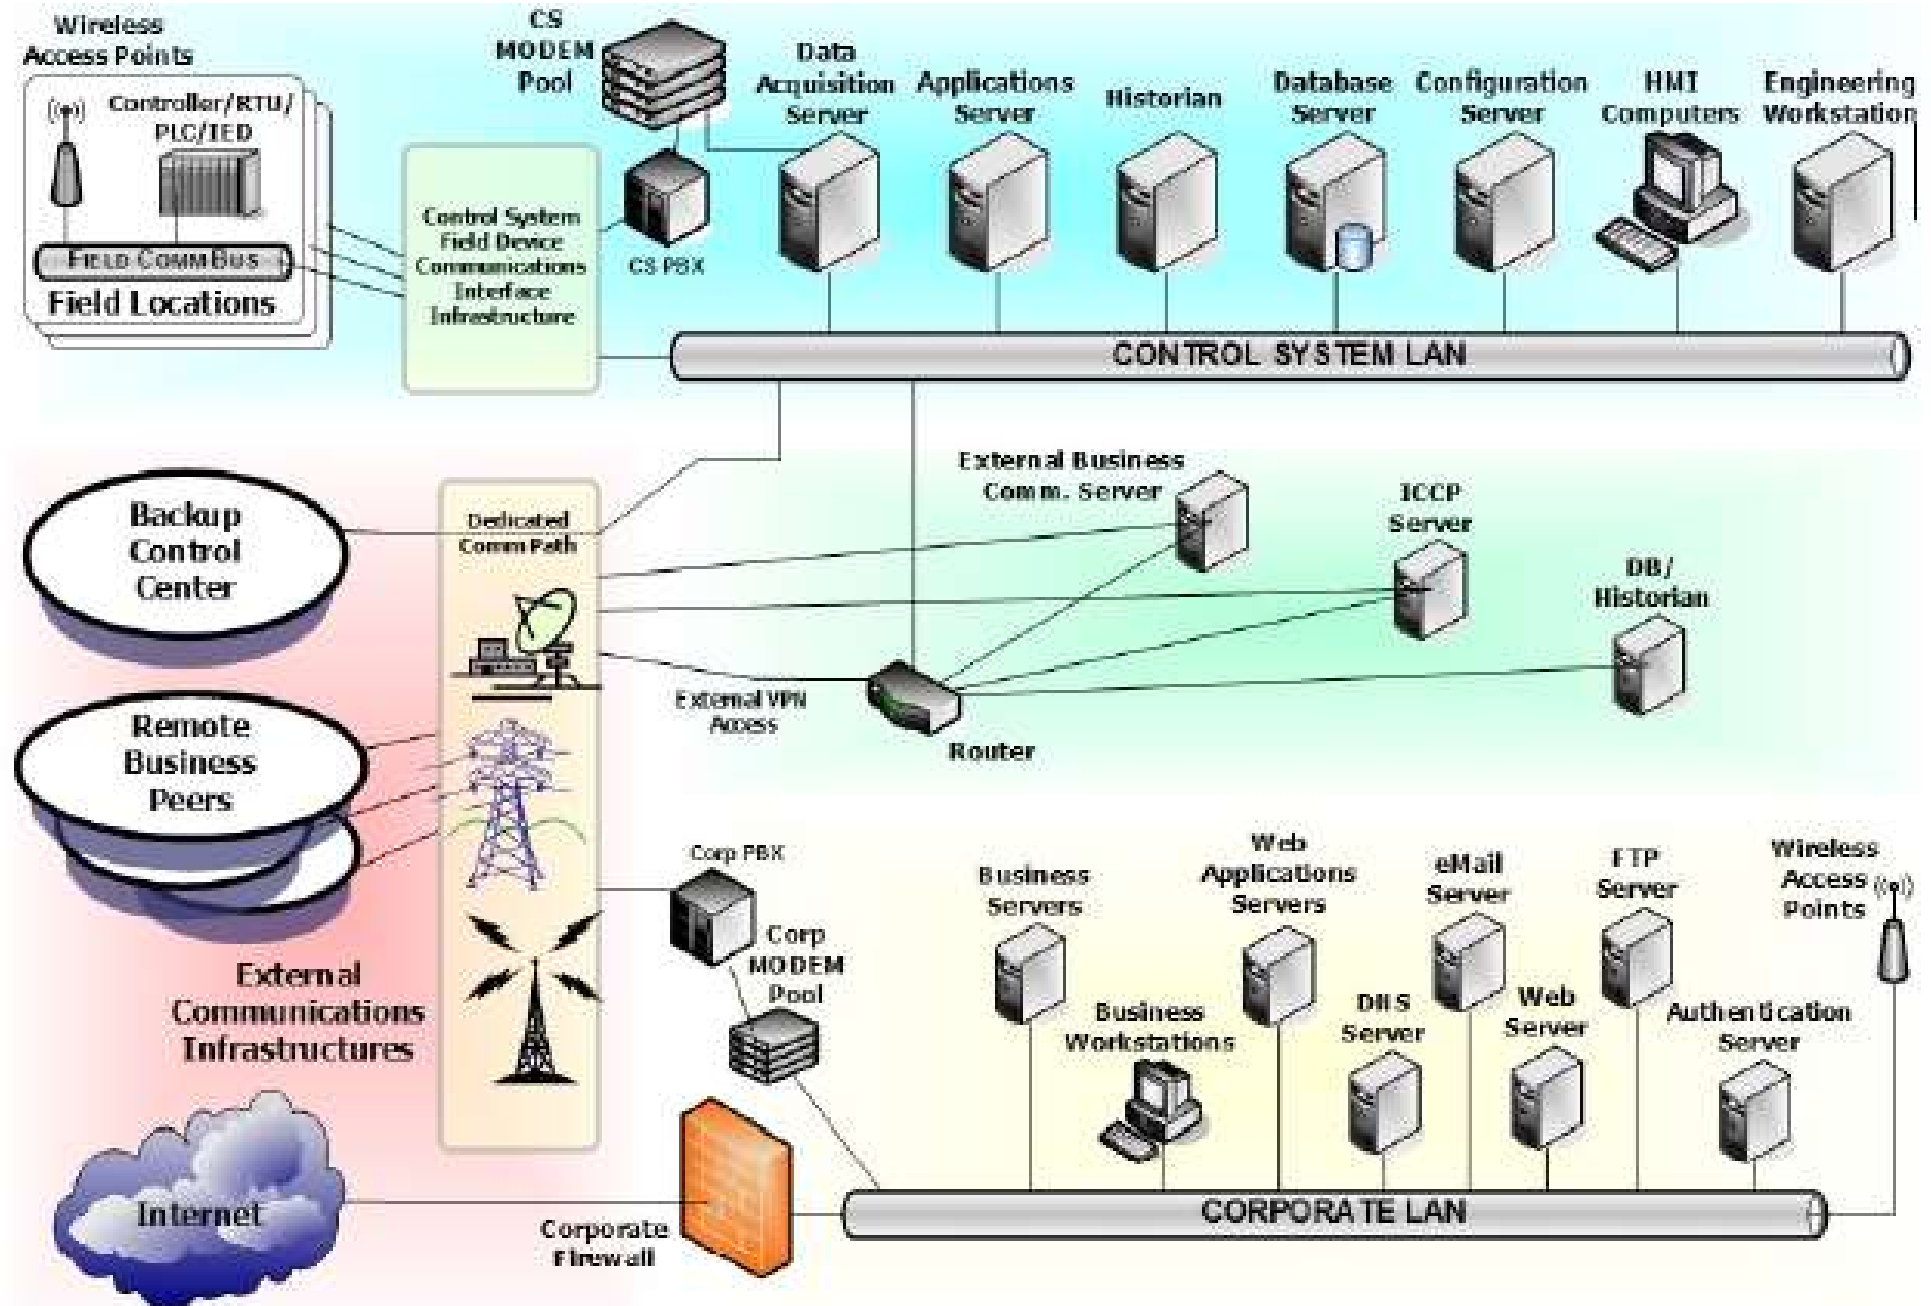 Wireless
Access Points
Controller/RTU/
PLC/IED
FIELD COMM BUS
Field Locations
Control System
Field Device
Communications
Interface
Infrastructure
CS
MODEM
Pool
CS PBX
Data
Acquisition
Server
Applications
Server
Historian
Database
Server
Configuration
Server
HMI
Computers
Engineering
Workstation
CONTROL SYSTEM LAN
Backup
Control
Center
Dedicated
Comm Path
External Business
Comm. Server
ICCP
Server
DB/
Historian
External VPN
Access
Router
Remote
Business
Peers
External
Communications
Infrastructures
Corp PBX
Corp
MODEM
Pool
Business
Servers
Business
Workstations
Web
Applications
Servers
DNS
Server
eMail
Server
Web
Server
FTP
Server
Authentication
Server
Wireless
Access
Points
Internet
Corporate
Firewall
CORPORATE LAN